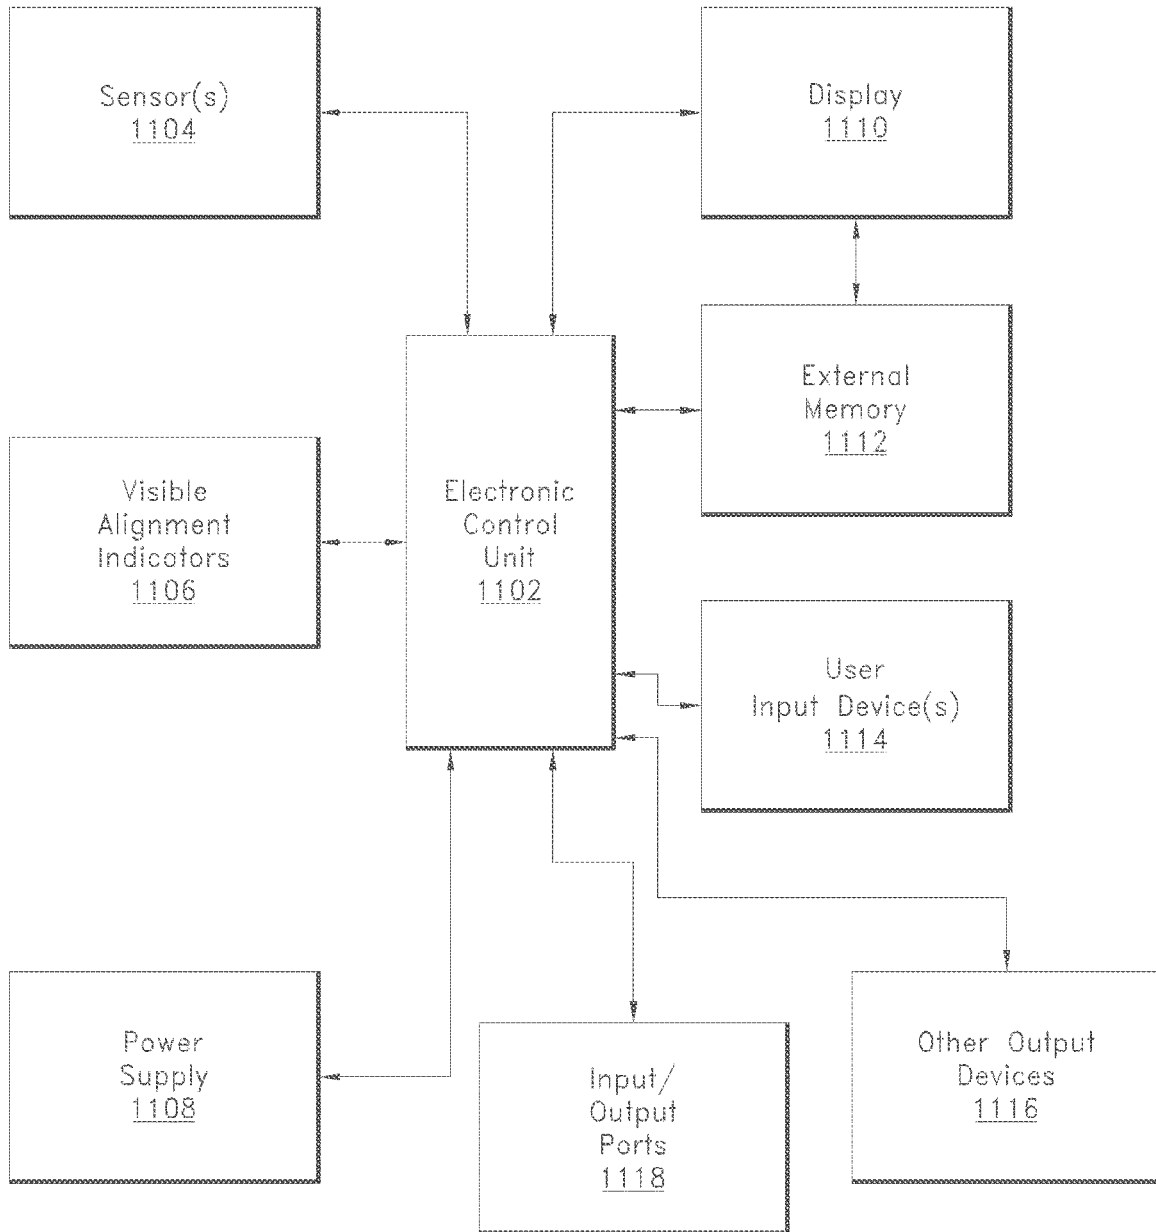 Sensor(s)
1104
Display
1110
External
Memory
1112
Visible
Alignment
Indicators
1106
Electronic
Control
Unit
1102
User
Input Device(s)
1114
Power
Supply
1108
Input/
Output
Ports
1118
Other Output
Devices
1116